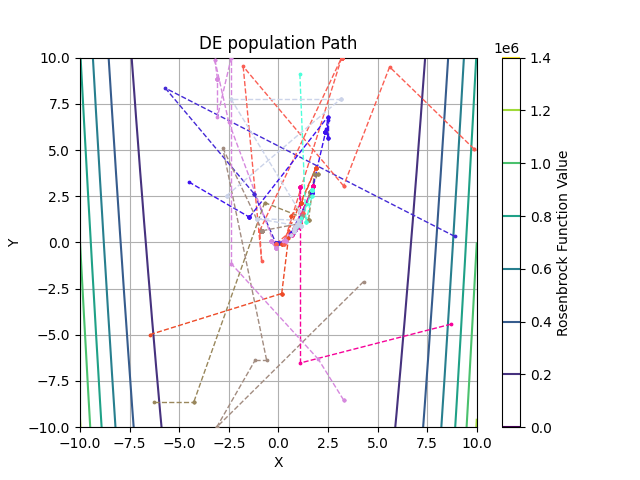 DE population Path
1e6
10.0
7.5
5.0
2.5
0.0
−2.5
−5.0
−7.5
−10.0
Y
−10.0 −7.5 −5.0 −2.5 0.0 2.5 5.0 7.5 10.0
X
1.4
1.2
1.0
0.8
0.6
0.4
0.2
0.0
Rosenbrock Function Value